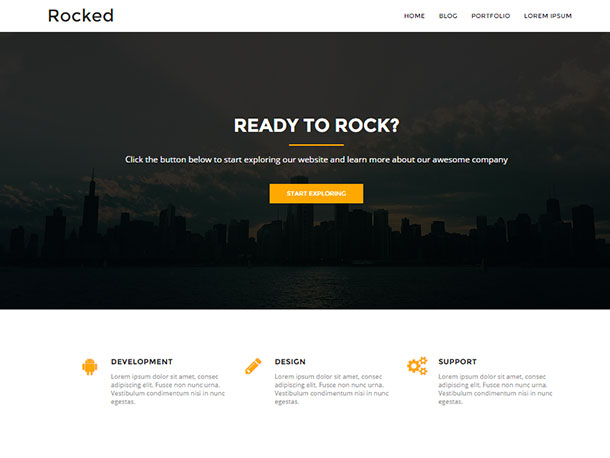 Rocked
HOME BLOG PORTFOLIO LOREM IPSUM
READY TO ROCK?
Click the button below to start exploring our website and learn more about our awesome company
START EXPLORING
DEVELOPMENT
Lorem ipsum dolor sit amet, consec
adipiscing elit. Fusce non nunc urna.
Vestibulum condimentum nisi in nunc
egestas.
DESIGN
Lorem ipsum dolor sit amet, consec
adipiscing elit. Fusce non nunc urna.
Vestibulum condimentum nisi in nunc
egestas.
SUPPORT
Lorem ipsum dolor sit amet, consec
adipiscing elit. Fusce non nunc urna.
Vestibulum condimentum nisi in nunc
egestas.